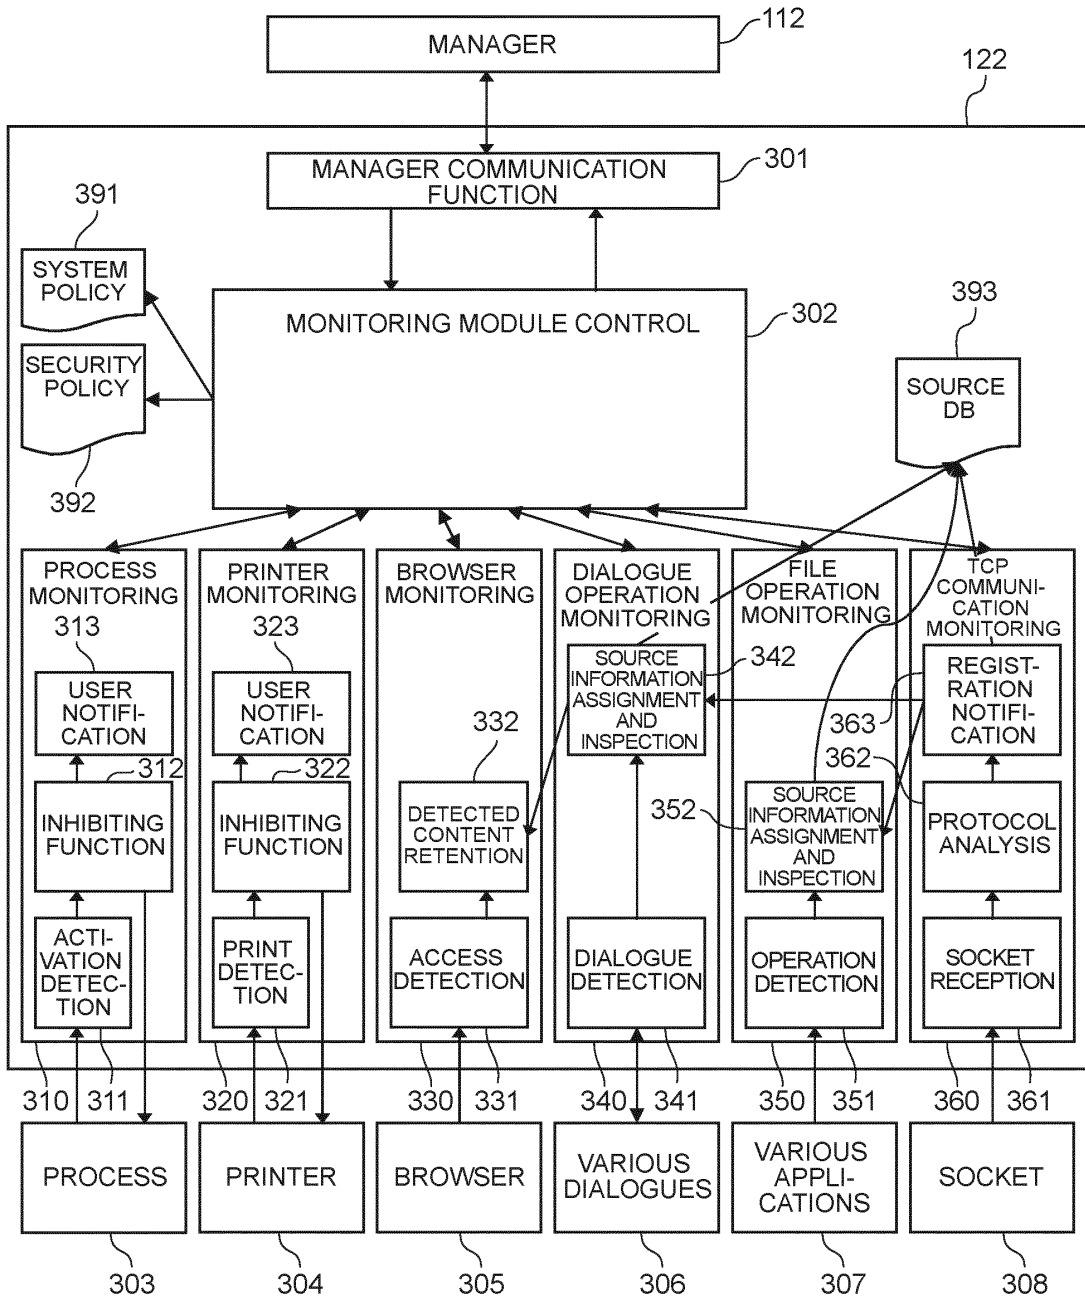 MANAGER
112
122
MANAGER COMMUNICATION
FUNCTION
301
391
SYSTEM
POLICY
MONITORING MODULE CONTROL
302
393
SECURITY
POLICY
SOURCE
DB
392
PROCESS
MONITORING
PRINTER
MONITORING
BROWSER
MONITORING
DIALOGUE
OPERATION
MONITORING
FILE
OPERATION
MONITORING
TCP
COMMUNI-
CATION
MONITORING
313
USER
NOTIFI-
CATION
312
INHIBITING
FUNCTION
ACTI-
VATION
DETEC-
TION
310
311
323
USER
NOTIFI-
CATION
322
INHIBITING
FUNCTION
PRINT
DETEC-
TION
320
321
332
DETECTED
CONTENT
RETENTION
ACCESS
DETECTION
330
331
SOURCE
INFORMATION
ASSIGNMENT
AND
INSPECTION
342
DIALOGUE
DETECTION
340
341
352
SOURCE
INFORMATION
ASSIGNMENT
AND
INSPECTION
OPERATION
DETECTION
350
351
REGIST-
RATION
NOTIFI-
CATION
363
362
PROTOCOL
ANALYSIS
SOCKET
RECEPTION
360
361
PROCESS
PRINTER
BROWSER
VARIOUS
DIALOGUES
VARIOUS
APPLI-
CATIONS
SOCKET
303
304
305
306
307
308